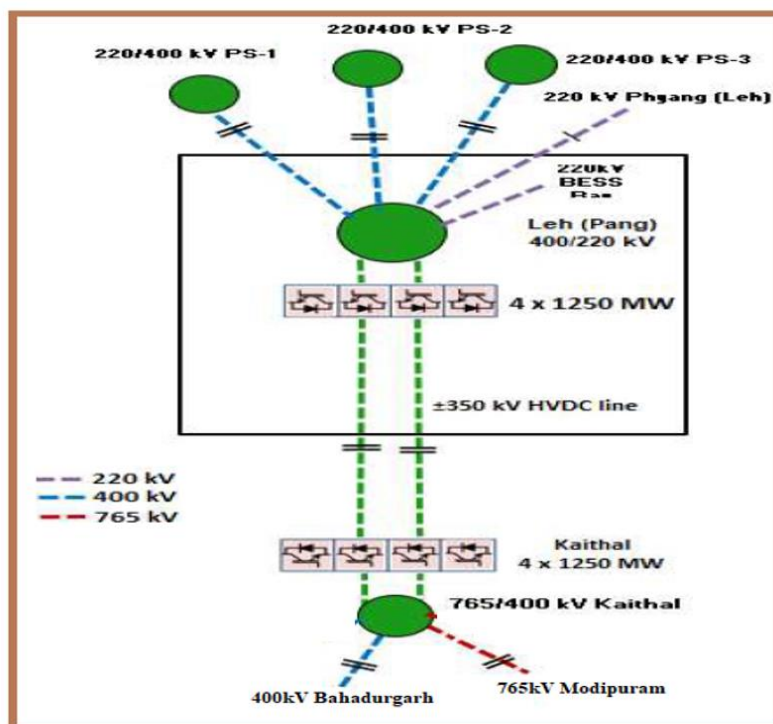 220/400 kV PS-2
220/400 kV PS-1
220/400 kV PS-3
220 kV Phyang (Leh)
220kV
BESS
Leh (Pang)
400/220 kV
4 x 1250 MW
±350 kV HVDC line
220 kV
400 kV
765 kV
Kaithal
4 x 1250 MW
765/400 kV Kaithal
400kV Bahadurgarh
765kV Modipuram